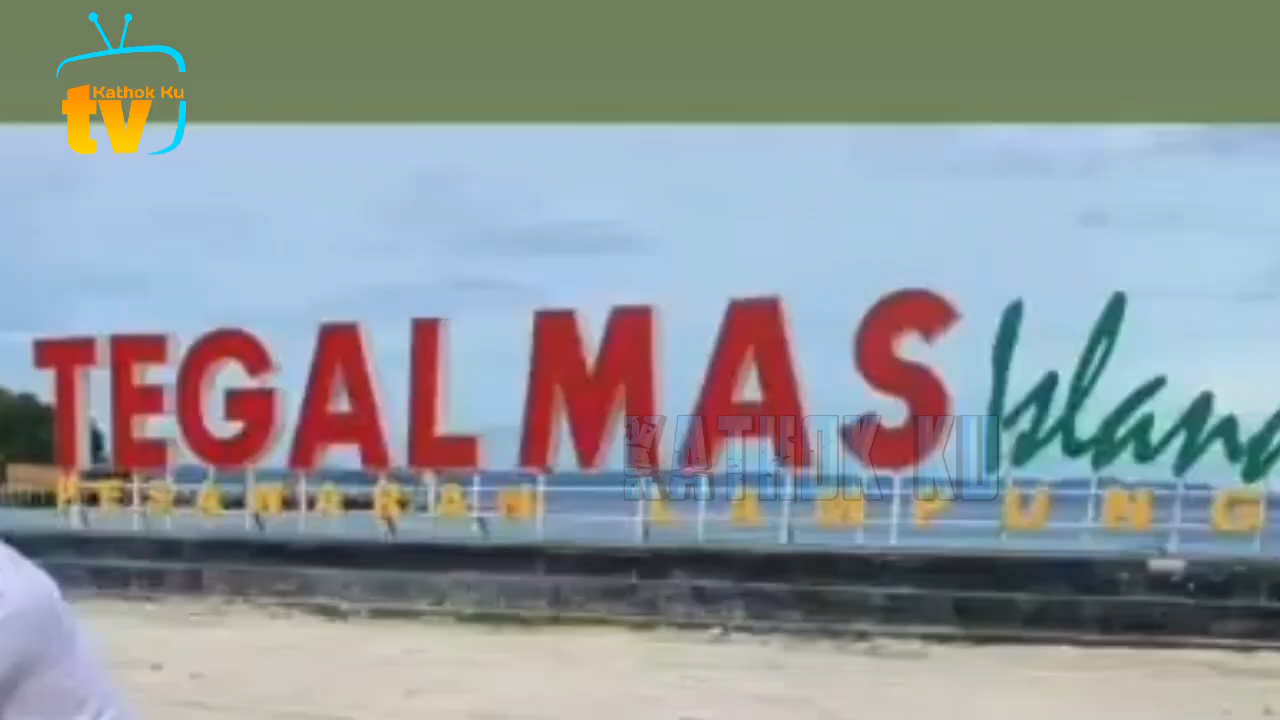 Kathok Ku
tv
TEGAL MAS Island
PESAWARAN LAMPUNG
KATHOK KU